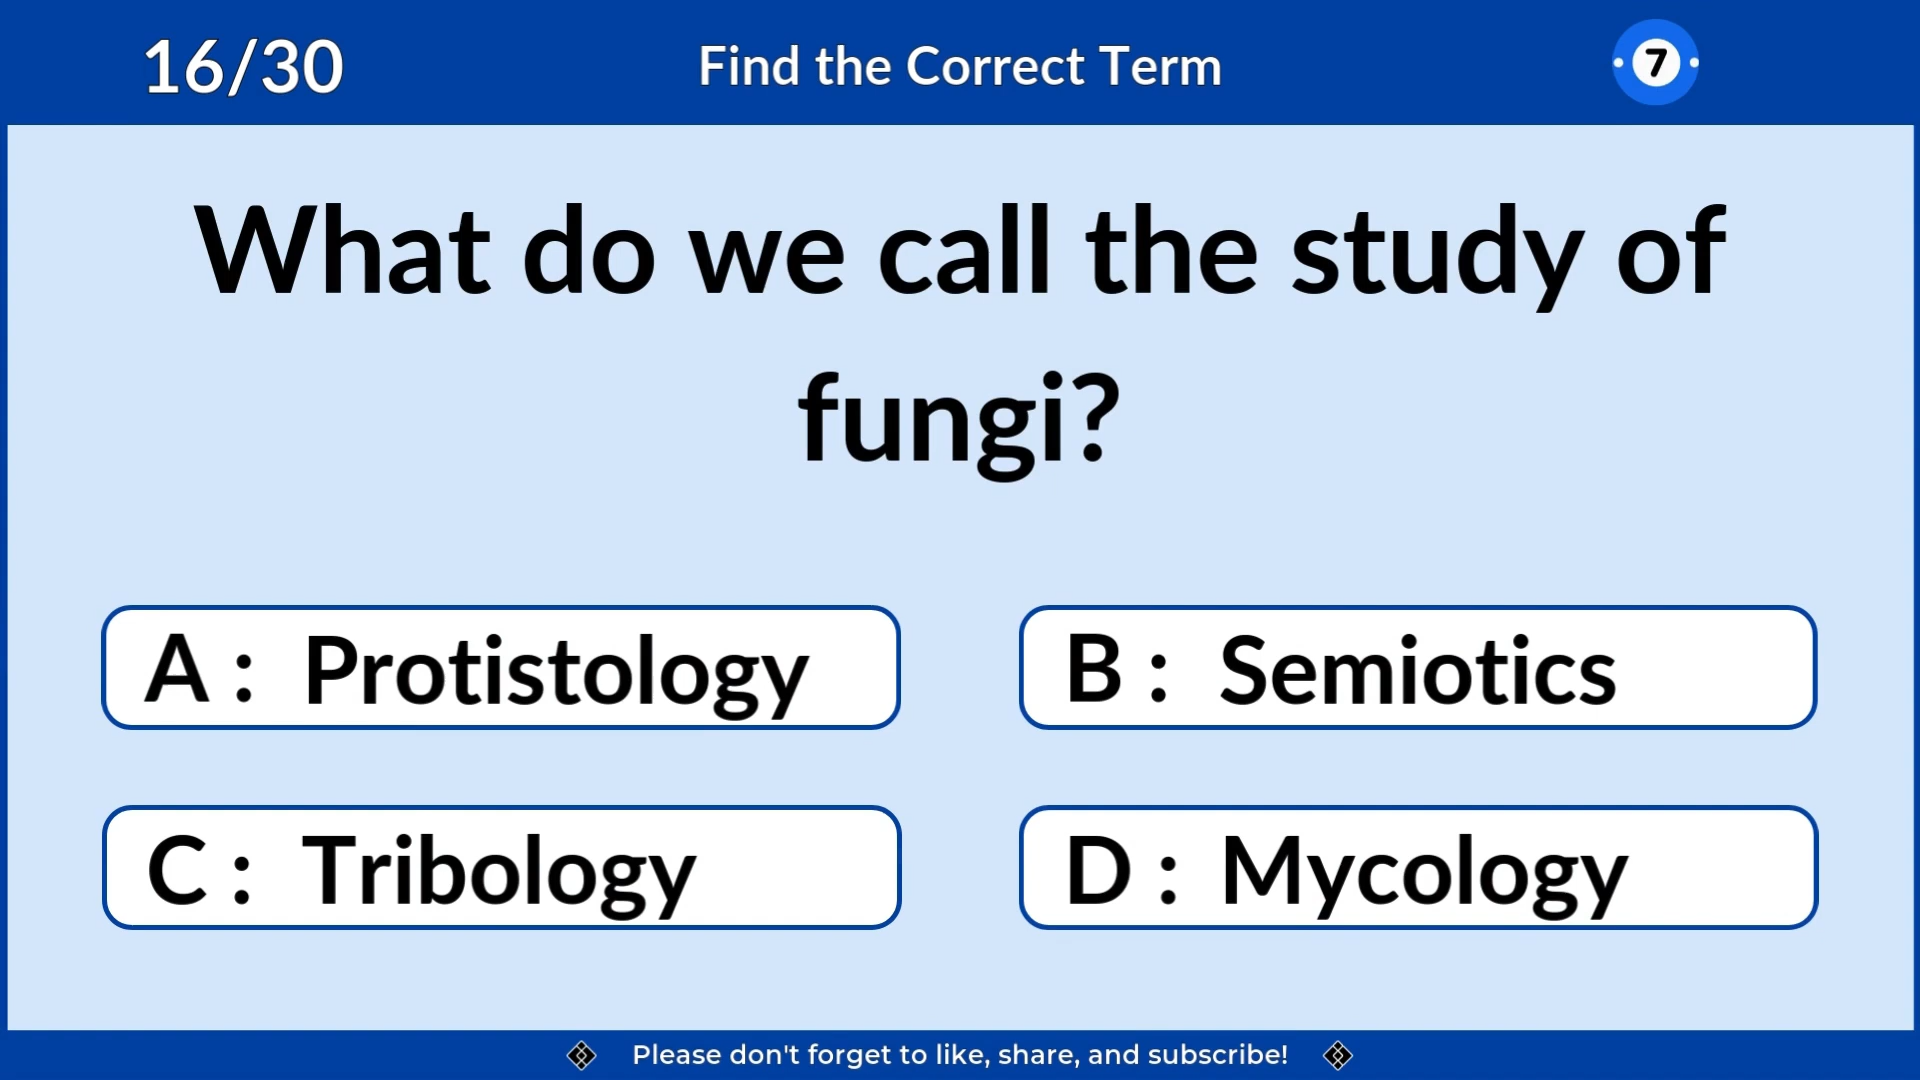 16/30
Find the Correct Term
7
What do we call the study of
fungi?
A : Protistology
B : Semiotics
C : Tribology
D : Mycology
Please don't forget to like, share, and subscribe!